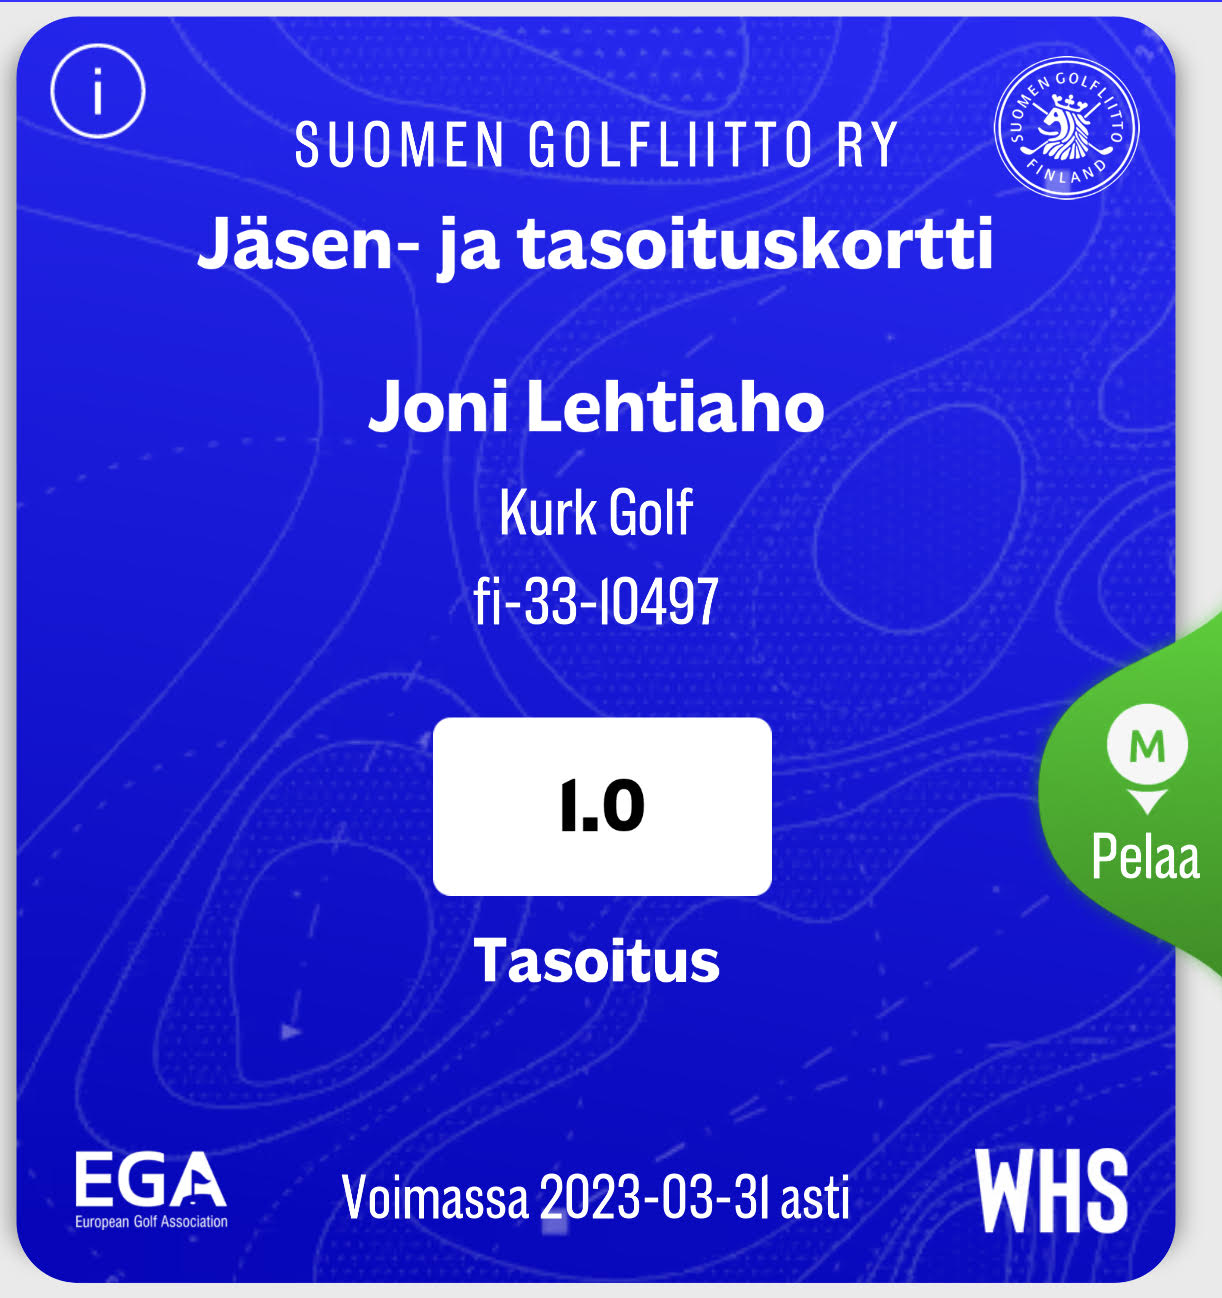 i
SUOMEN GOLFLIITTO
FINLAND
SUOMEN GOLFLIITTO RY
Jäsen- ja tasoituskortti
Joni Lehtiaho
Kurk Golf
fi-33-10497
M
Pelaa
1.0
Tasoitus
EGA
European Golf Association
Voimassa 2023-03-31 asti
WHS